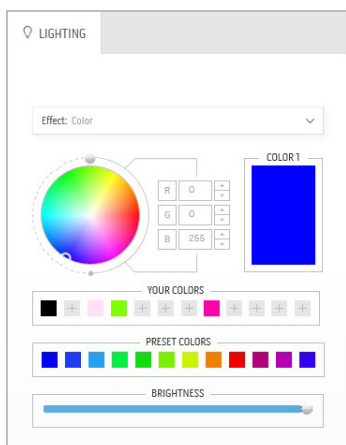 LIGHTING
Effect: Color
COLOR 1
R 0
G 0
B 255
YOUR COLORS
PRESET COLORS
BRIGHTNESS